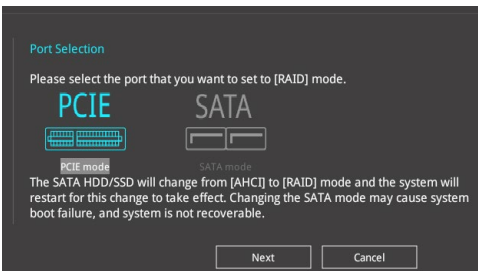 Port Selection
Please select the port that you want to set to [RAID] mode.
PCIE SATA
PCIE mode SATA mode
The SATA HDD/SSD will change from [AHCI] to [RAID] mode and the system will
restart for this change to take effect. Changing the SATA mode may cause system
boot failure, and system is not recoverable.
Next Cancel